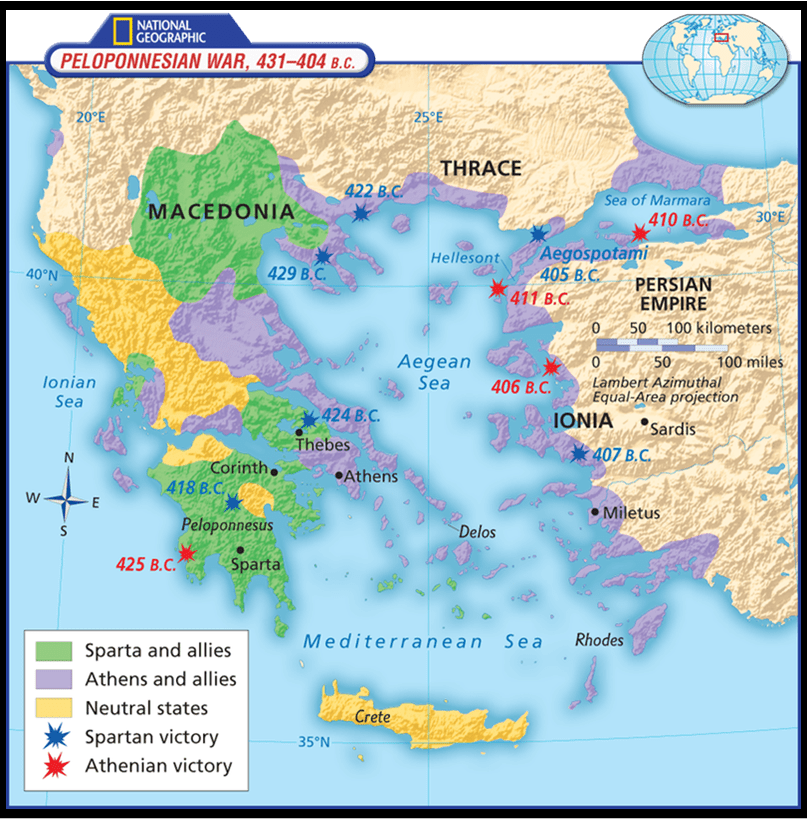 NATIONAL
GEOGRAPHIC
PELOPONNESIAN WAR, 431–404 B.C.
20°E
25°E
THRACE
Sea of Marmara
422 B.C.
410 B.C.
30°E
MACEDONIA
Hellesont
Aegospotami
405 B.C.
429 B.C.
40°N
411 B.C.
PERSIAN
EMPIRE
0 50 100 kilometers
0 50 100 miles
Lambert Azimuthal
Equal-Area projection
Aegean
Sea
406 B.C.
Ionian
Sea
424 B.C.
IONIA
Sardis
Thebes
407 B.C.
N
W E
S
Corinth
Athens
418 B.C.
Miletus
Peloponnesus
Delos
425 B.C.
Sparta
Mediterranean Sea
Rhodes
Sparta and allies
Athens and allies
Neutral states
Spartan victory
Athenian victory
Crete
35°N